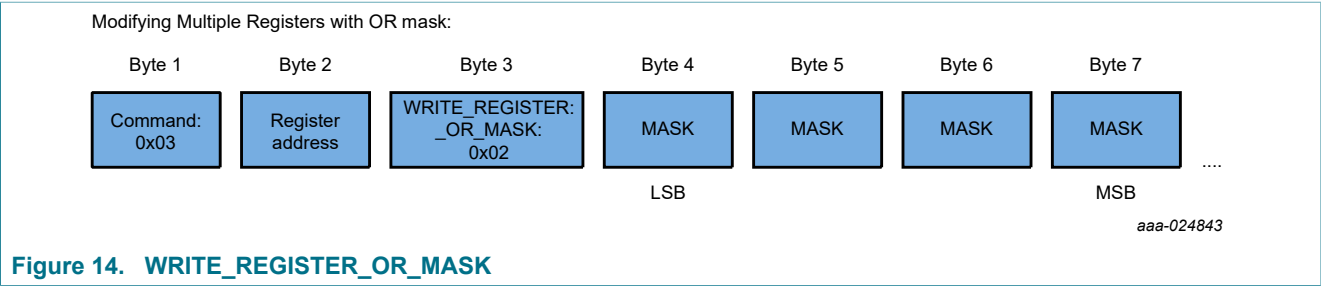 Modifying Multiple Registers with OR mask:
Byte 1 Byte 2 Byte 3 Byte 4 Byte 5 Byte 6 Byte 7
Command:
0x03
Register
address
WRITE_REGISTER:
_OR_MASK:
0x02
MASK
MASK
MASK
MASK
....
LSB MSB
aaa-024843
Figure 14. WRITE_REGISTER_OR_MASK